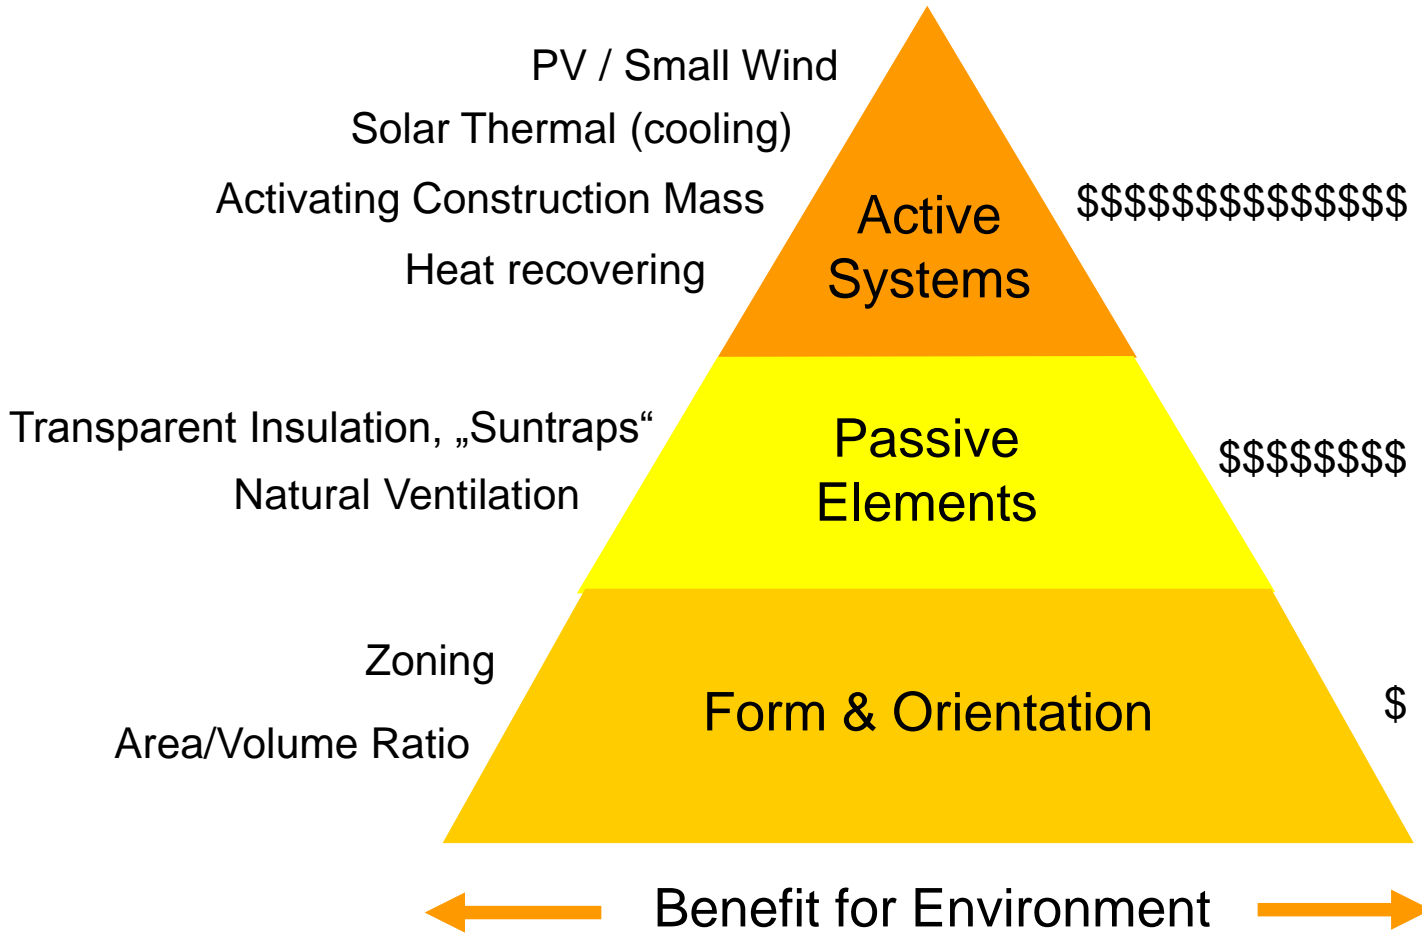 PV / Small Wind
Solar Thermal (cooling)
Activating Construction Mass
Heat recovering
Active
Systems
$$$$$$$$$$$$$$
Transparent Insulation, „Suntraps“
Natural Ventilation
Passive
Elements
$$$$$$$$
Zoning
Area/Volume Ratio
Form & Orientation
$
Benefit for Environment